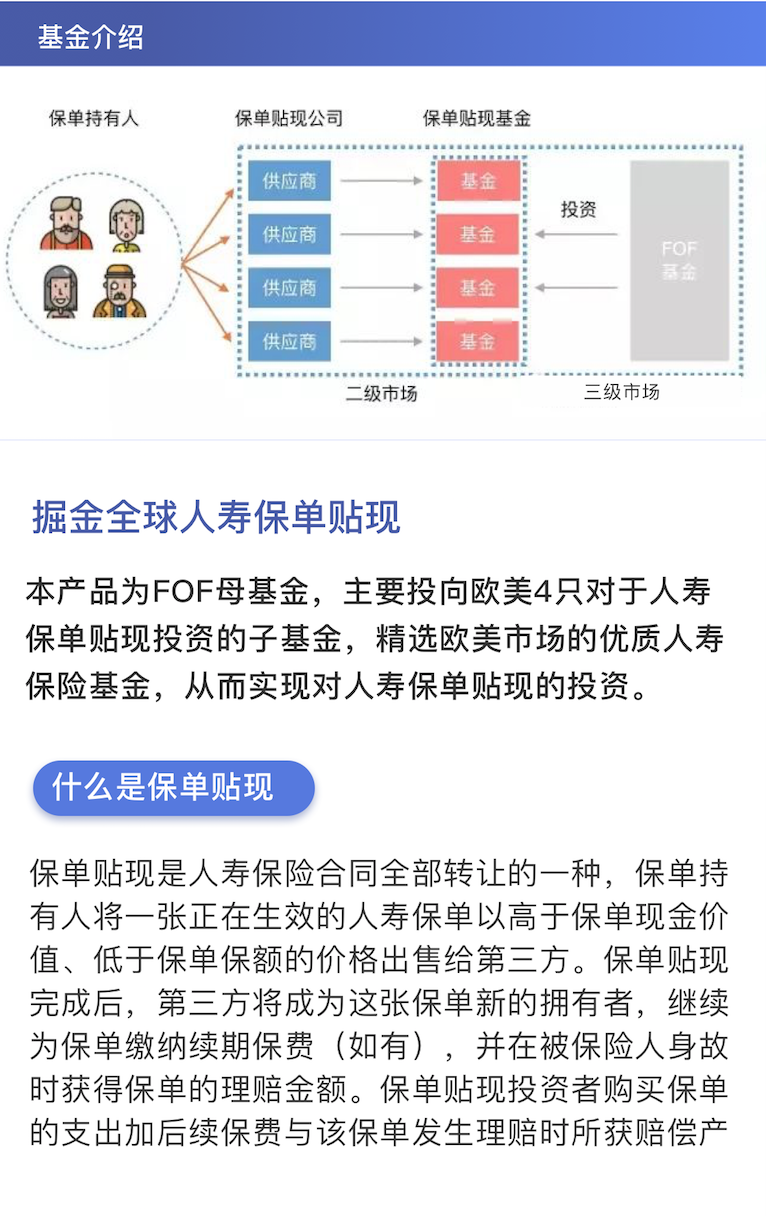 基金介绍
保单持有人
保单贴现公司
保单贴现基金
供应商
基金
供应商
基金
供应商
基金
供应商
基金
投资
FOF
基金
二级市场
三级市场
掘金全球人寿保单贴现
本产品为FOF母基金，主要投向欧美4只对于人寿
保单贴现投资的子基金，精选欧美市场的优质人寿
保险基金，从而实现对人寿保单贴现的投资。
什么是保单贴现
保单贴现是人寿保险合同全部转让的一种，保单持
有人将一张正在生效的人寿保单以高于保单现金价
值、低于保单保额的价格出售给第三方。保单贴现
完成后，第三方将成为这张保单新的拥有者，继续
为保单缴纳续期保费（如有），并在被保险人身故
时获得保单的理赔金额。保单贴现投资者购买保单
的支出加后续保费与该保单发生理赔时所获赔偿产